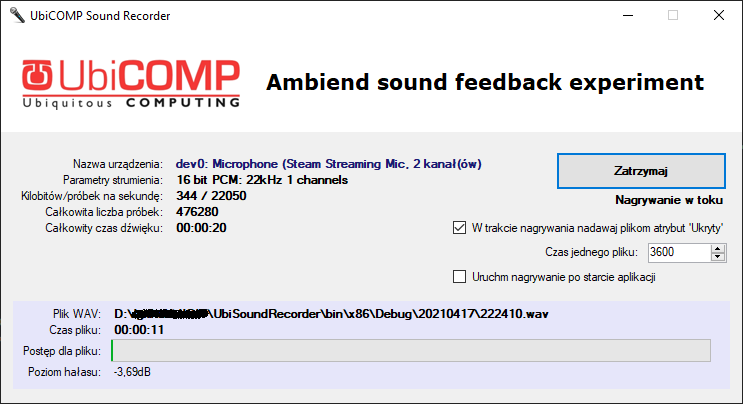 UbiCOMP Sound Recorder
UbiCOMP
Ubiquitous COMPUTING
Ambiend sound feedback experiment
Nazwa urządzenia: dev0: Microphone (Steam Streaming Mic, 2 kanał(ów)
Parametry strumienia: 16 bit PCM: 22kHz 1 channels
Kilobitów/próbek na sekundę: 344 / 22050
Całkowita liczba próbek: 476280
Całkowity czas dźwięku: 00:00:20
Zatrzymaj
Nagrywanie w toku
W trakcie nagrywania nadawaj plikom atrybut 'Ukryty'
Czas jednego pliku: 3600
Uruchm nagrywanie po starcie aplikacji
Plik WAV: D:\ \UbiSoundRecorder\bin\x86\Debug\20210417\222410.wav
Czas pliku: 00:00:11
Postęp dla pliku:
Poziom hałasu: -3,69dB